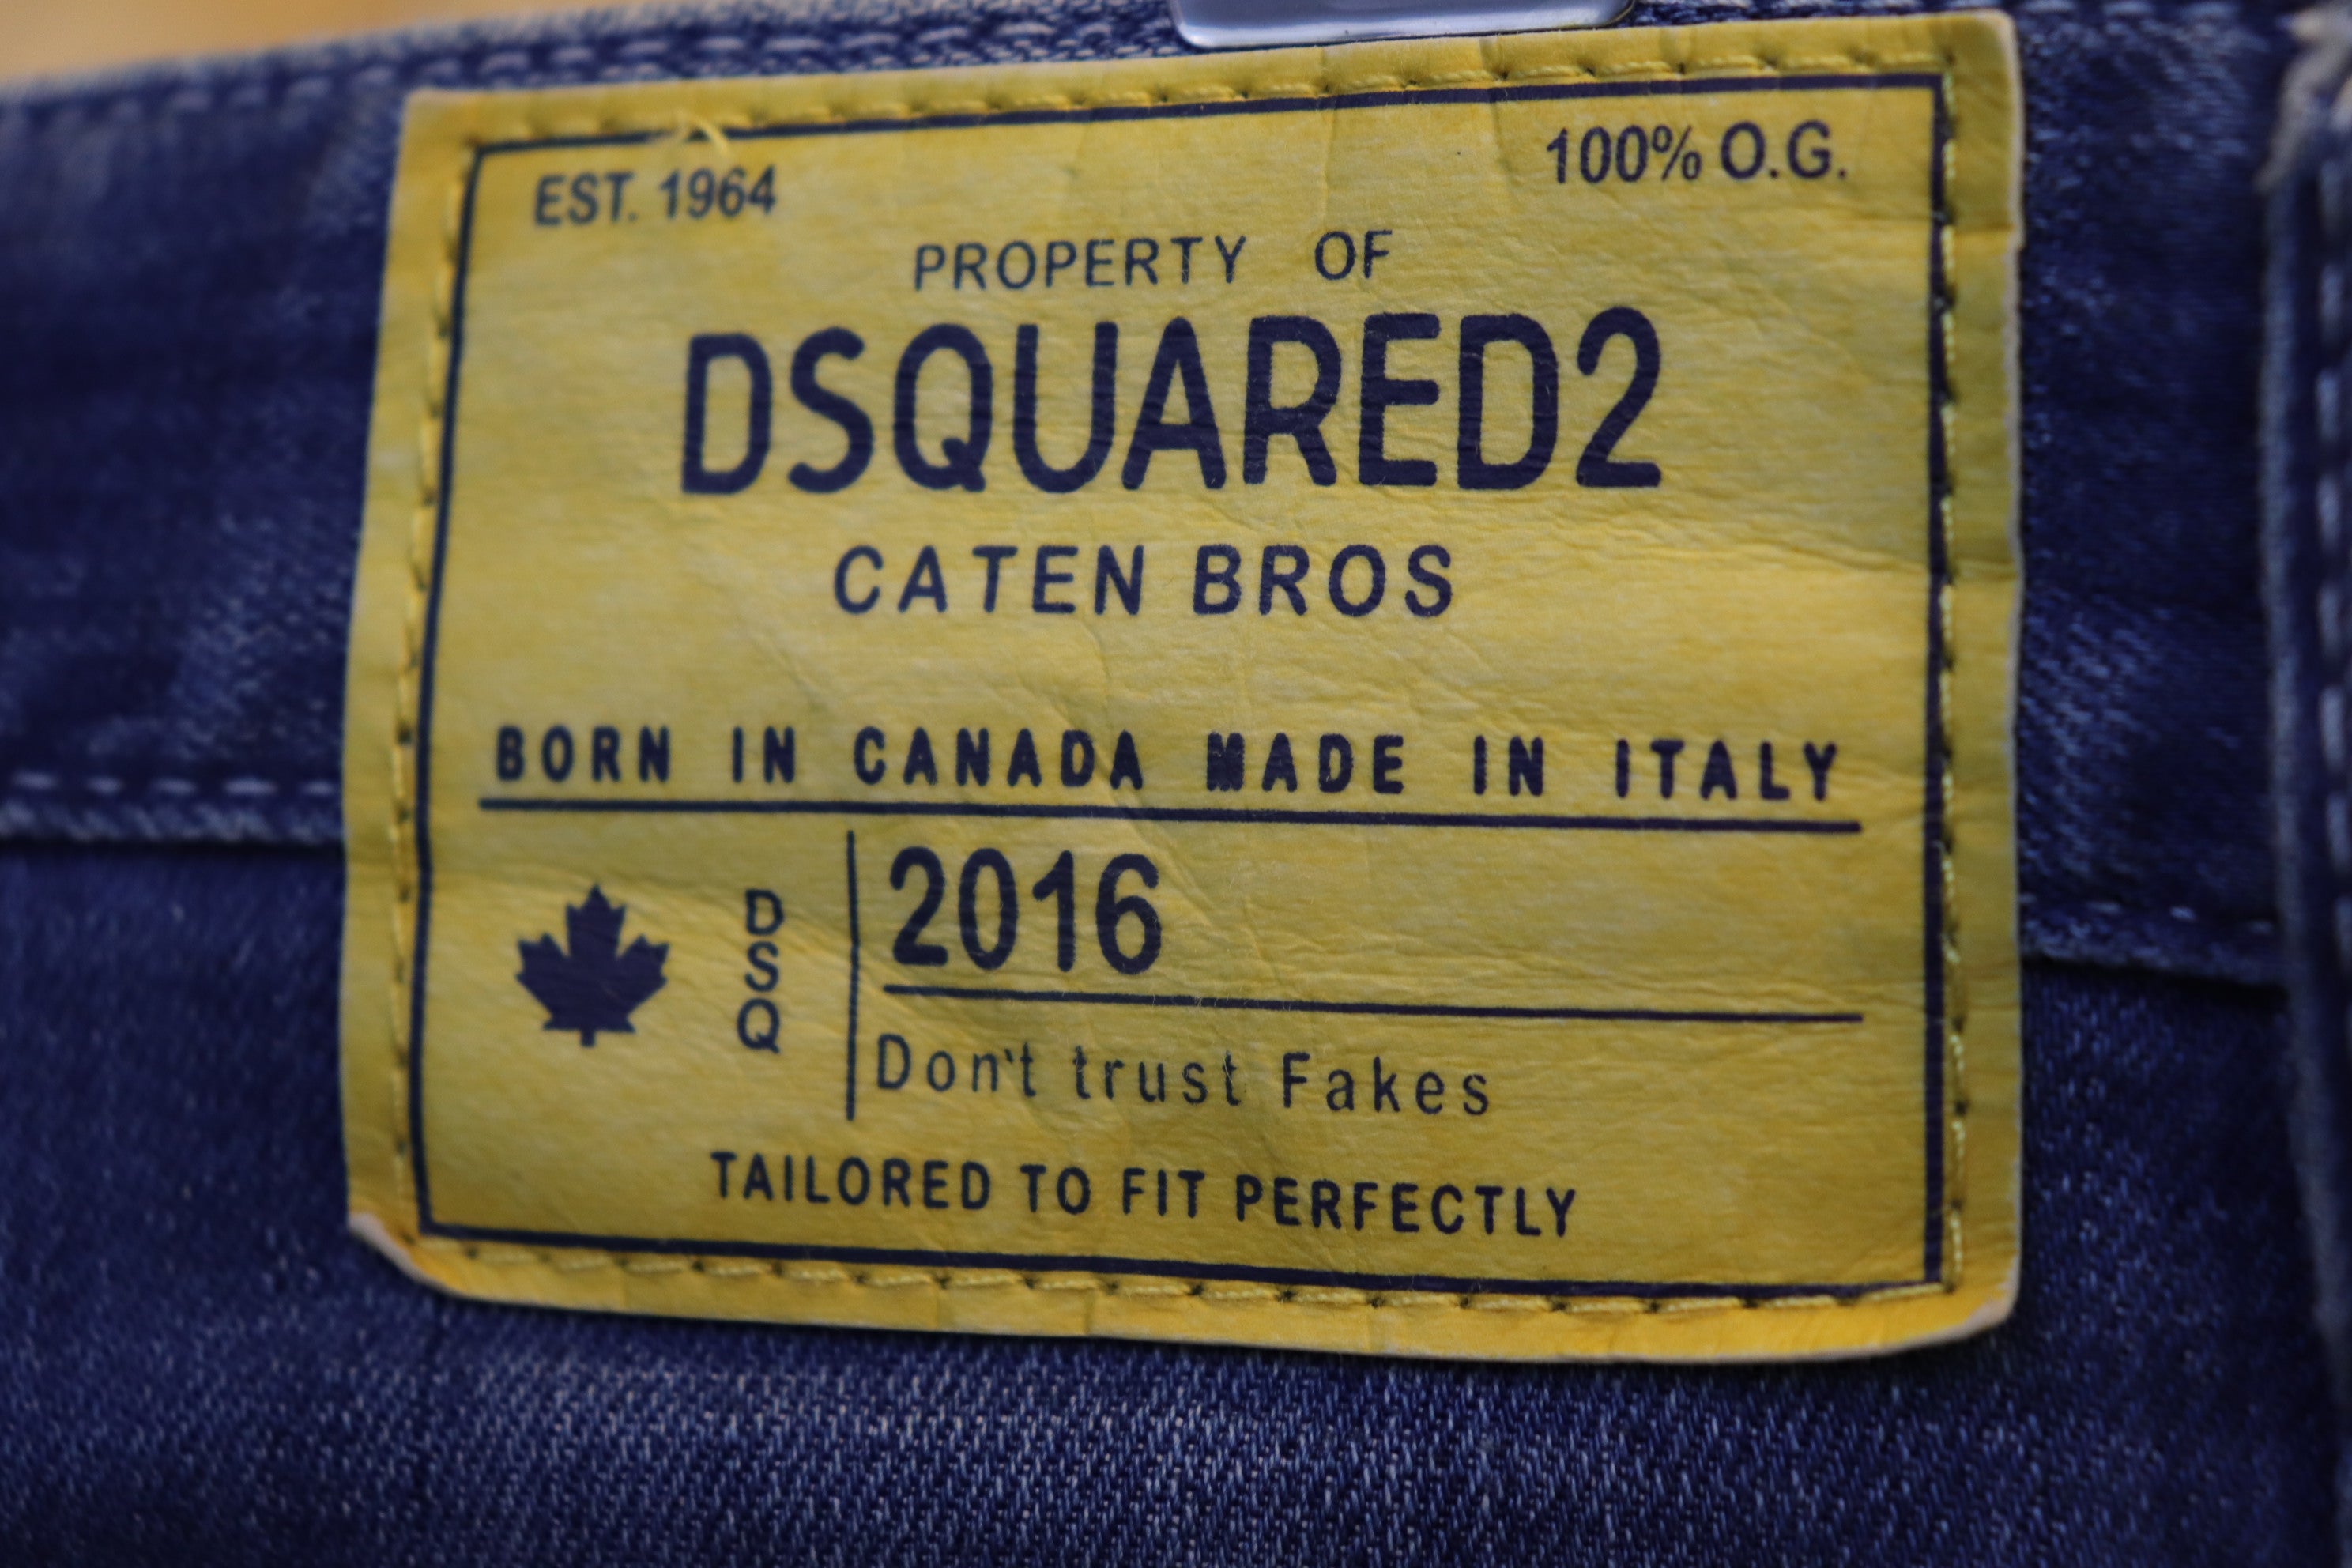 EST. 1964
100% O.G.
PROPERTY OF
DSQUARED2
CATEN BROS
BORN IN CANADA MADE IN ITALY
DSQ
2016
Don't trust Fakes
TAILORED TO FIT PERFECTLY